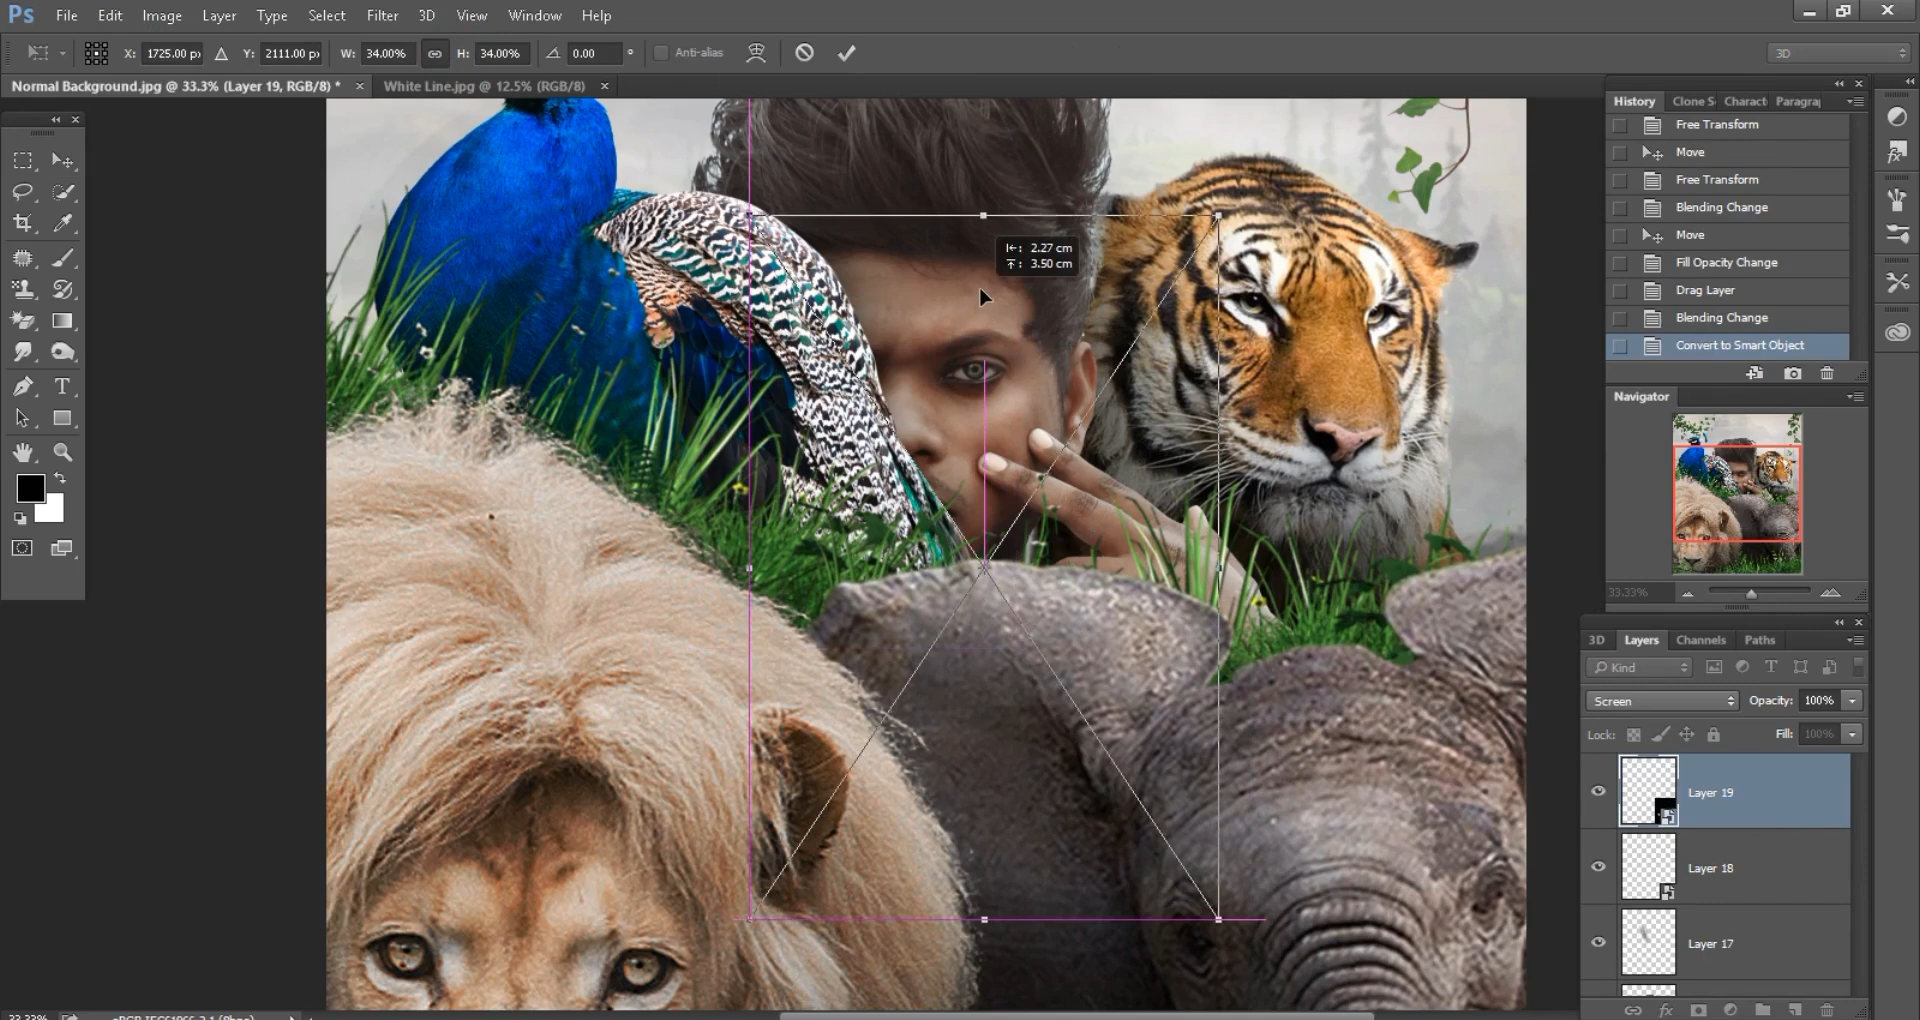 Ps File Edit Image Layer Type Select Filter 3D View Window Help
X: 1725.00 px Y: 2111.00 px W: 34.00% H: 34.00% 0.00 ° Anti-alias 3D
Normal Background.jpg @ 33.3% (Layer 19, RGB/8) * × White Line.jpg @ 12.5% (RGB/8) ×
History Clone S Charact Paragra
Free Transform
Move
Free Transform
Blending Change
Move
Fill Opacity Change
Drag Layer
Blending Change
Convert to Smart Object
2.27 cm
3.50 cm
Navigator
33.33%
3D Layers Channels Paths
Kind
Screen Opacity: 100%
Lock: Fill: 100%
Layer 19
Layer 18
Layer 17